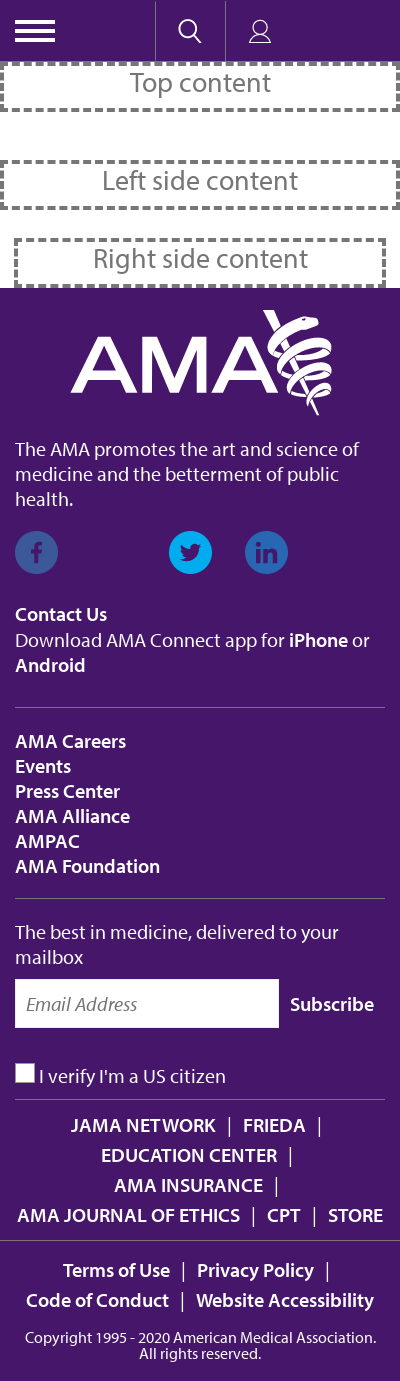 Top content
Left side content
Right side content
AMA
The AMA promotes the art and science of
medicine and the betterment of public
health.
Contact Us
Download AMA Connect app for iPhone or
Android
AMA Careers
Events
Press Center
AMA Alliance
AMPAC
AMA Foundation
The best in medicine, delivered to your
mailbox
Email Address Subscribe
I verify I'm a US citizen
JAMA NETWORK | FRIEDA |
EDUCATION CENTER |
AMA INSURANCE |
AMA JOURNAL OF ETHICS | CPT | STORE
Terms of Use | Privacy Policy |
Code of Conduct | Website Accessibility
Copyright 1995 - 2020 American Medical Association.
All rights reserved.